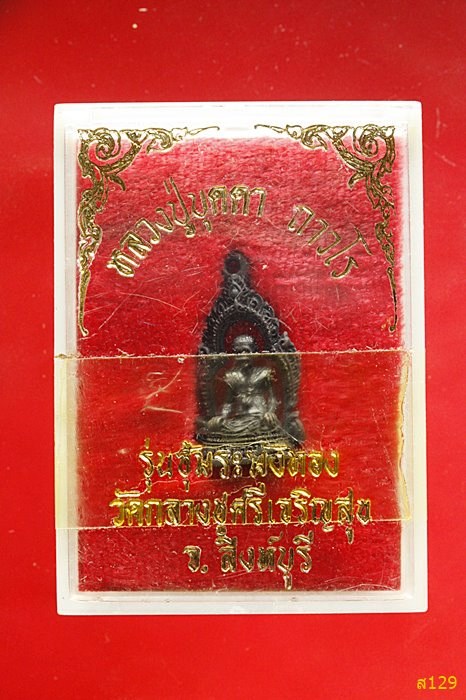 หลวงปู่บุดดา ถาวโร
รุ่นซุ้มระฆังทอง
วัดกลางชูศรีเจริญสุข
จ. สิงห์บุรี
ส129